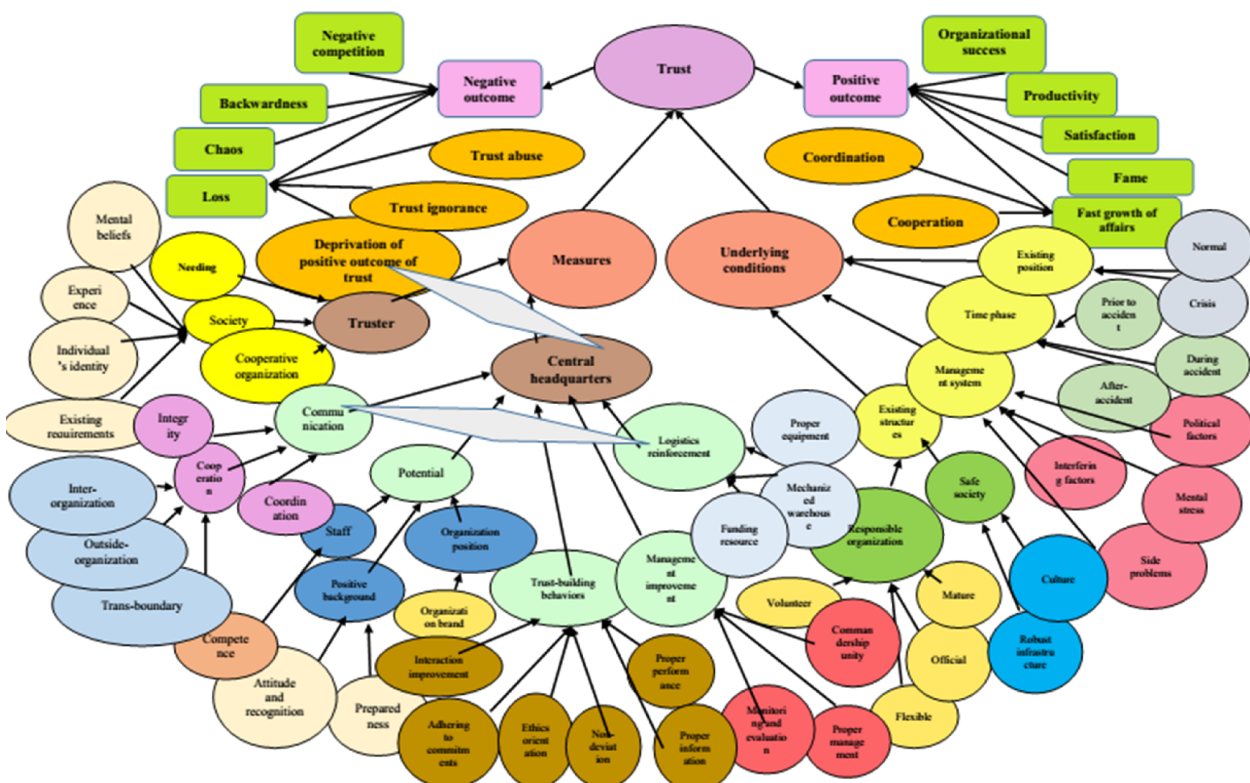 Negative
competition
Trust
Organizational
success
Negative
outcome
Positive
outcome
Backwardness
Productivity
Chaos
Trust abuse
Coordination
Satisfaction
Loss
Trust ignorance
Cooperation
Fame
Fast growth of
affairs
Mental
beliefs
Needing
Deprivation of
positive outcome of
trust
Measures
Underlying
conditions
Existing
position
Normal
Experi
ence
Society
Truster
Time phase
Prior to
acciden
t
Crisis
Individual
's identity
Cooperative
organization
Central
headquarters
Manageme
nt system
During
accident
After-
accident
Existing
requirements
Integr
ity
Commu
nication
Existing
structur
es
Political
factors
Proper
equipment
Logistics
reinforcement
Potential
Coop
eratio
n
Interferin
g factors
Safe
society
Inter-
organization
Coordin
ation
Mechaniz
ed
warehous
e
Mental
stress
Staff
Organization
position
Funding
resource
Responsible
organization
Outside-
organization
Side
problems
Trans-boundary
Positive
background
Trust-building
behaviors
Manageme
nt
improveme
nt
Culture
Volunteer
Mature
Organizati
on brand
Compete
nce
Comman
dership
unity
Robust
infrastru
cture
Interaction
improvement
Proper
perform
ance
Official
Attitude and
recognition
Prepared
ness
Adhering
to
commitm
ents
Ethics
orient
ation
Non-
deviat
ion
Proper
inform
ation
Monitori
ng and
evaluatio
n
Proper
manage
ment
Flexible